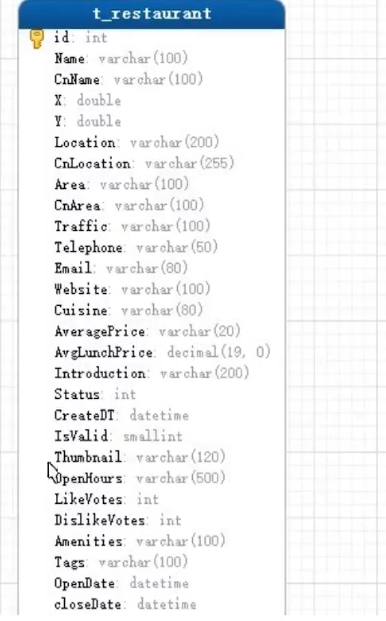 t_restaurant
id: int
Name: varchar(100)
CnName: varchar(100)
X: double
Y: double
Location: varchar(200)
CnLocation: varchar(255)
Area: varchar(100)
CnArea: varchar(100)
Traffic: varchar(100)
Telephone: varchar(50)
Email: varchar(80)
Website: varchar(100)
Cuisine: varchar(80)
AveragePrice: varchar(20)
AvgLunchPrice: decimal(19, 0)
Introduction: varchar(200)
Status: int
CreateDT: datetime
IsValid: smallint
Thumbnail: varchar(120)
OpenHours: varchar(500)
LikeVotes: int
DislikeVotes: int
Amenities: varchar(100)
Tags: varchar(100)
OpenDate: datetime
closeDate: datetime